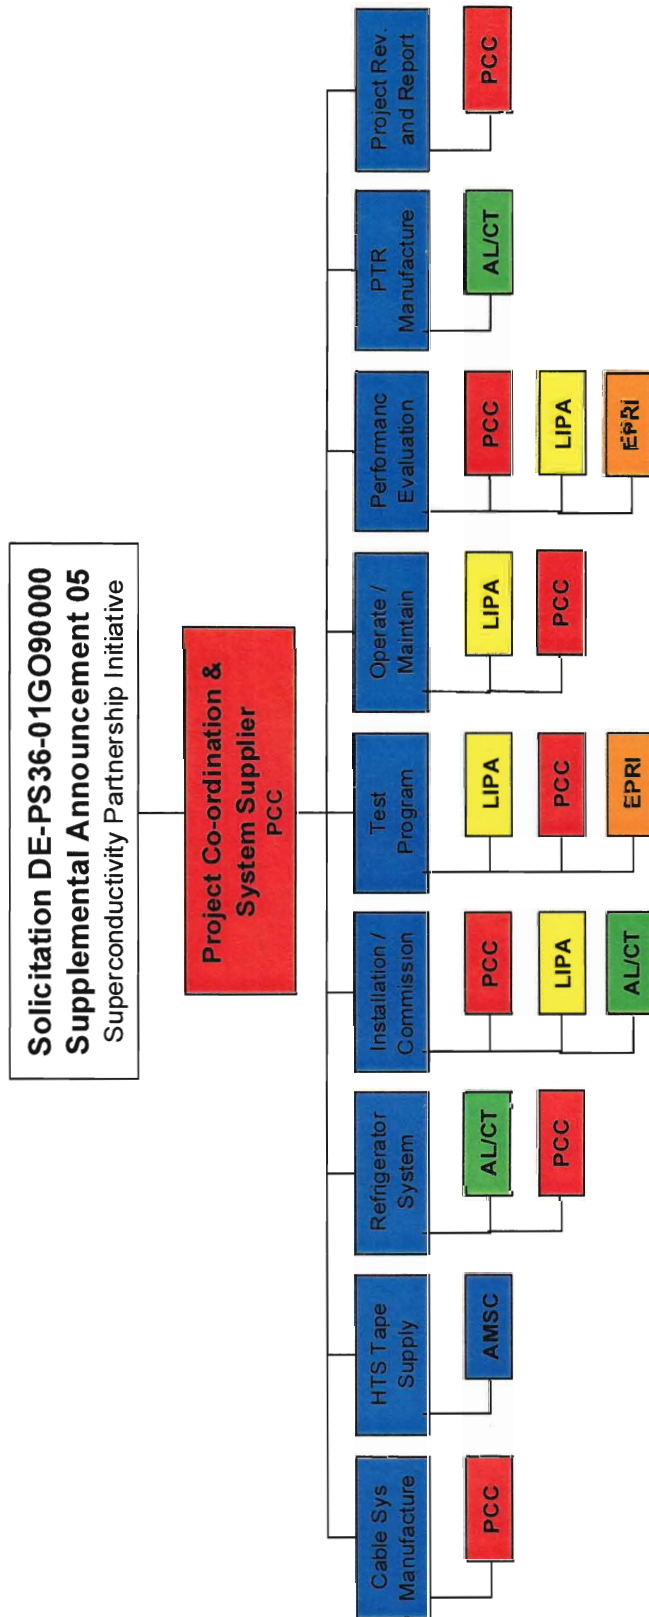 Solicitation DE-PS36-01GO90000
Supplemental Announcement 05
Superconductivity Partnership Initiative
Project Co-ordination &
System Supplier
PCC
Cable Sys
Manufacture
PCC
HTS Tape
Supply
AMSC
Refrigerator
System
AL/CT
PCC
Installation /
Commission
PCC
LIPA
AL/CT
Test
Program
LIPA
PCC
EPRI
Operate /
Maintain
LIPA
PCC
Performanc
Evaluation
PCC
LIPA
EPRI
PTR
Manufacture
AL/CT
Project Rev.
and Report
PCC